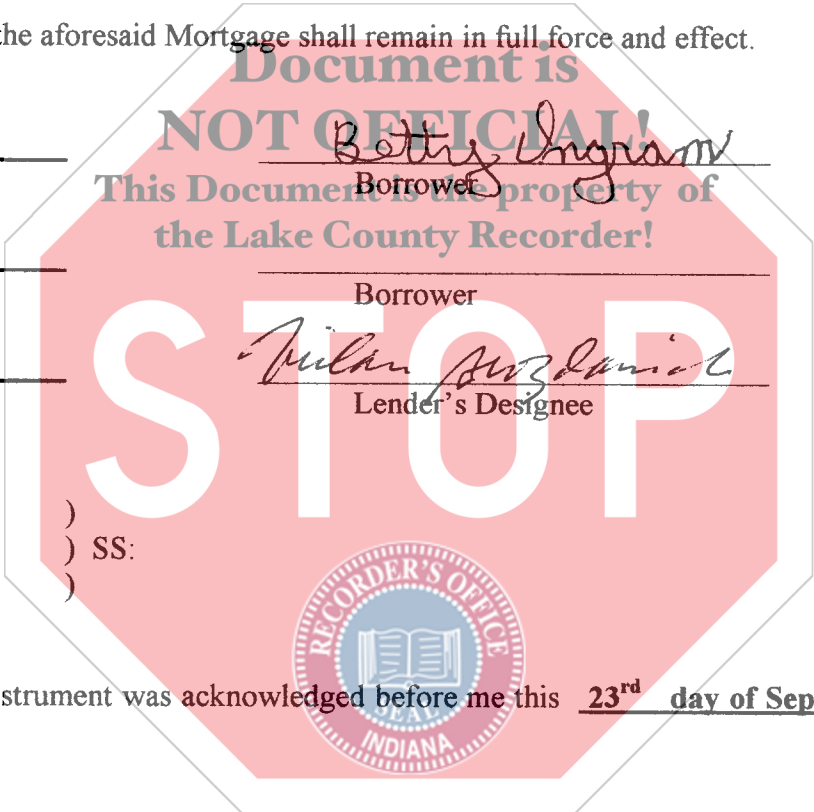 the aforesaid Mortgage shall remain in full force and effect.
Document is
NOT OFFICIAL!
Betty Ingram
Borrower
This Document is the property of
the Lake County Recorder!
Borrower
STOP
Lender's Designee
)
) SS:
)
RECORDER'S OFFICE
strument was acknowledged before me this 23rd day of Sep
SEAL
INDIANA